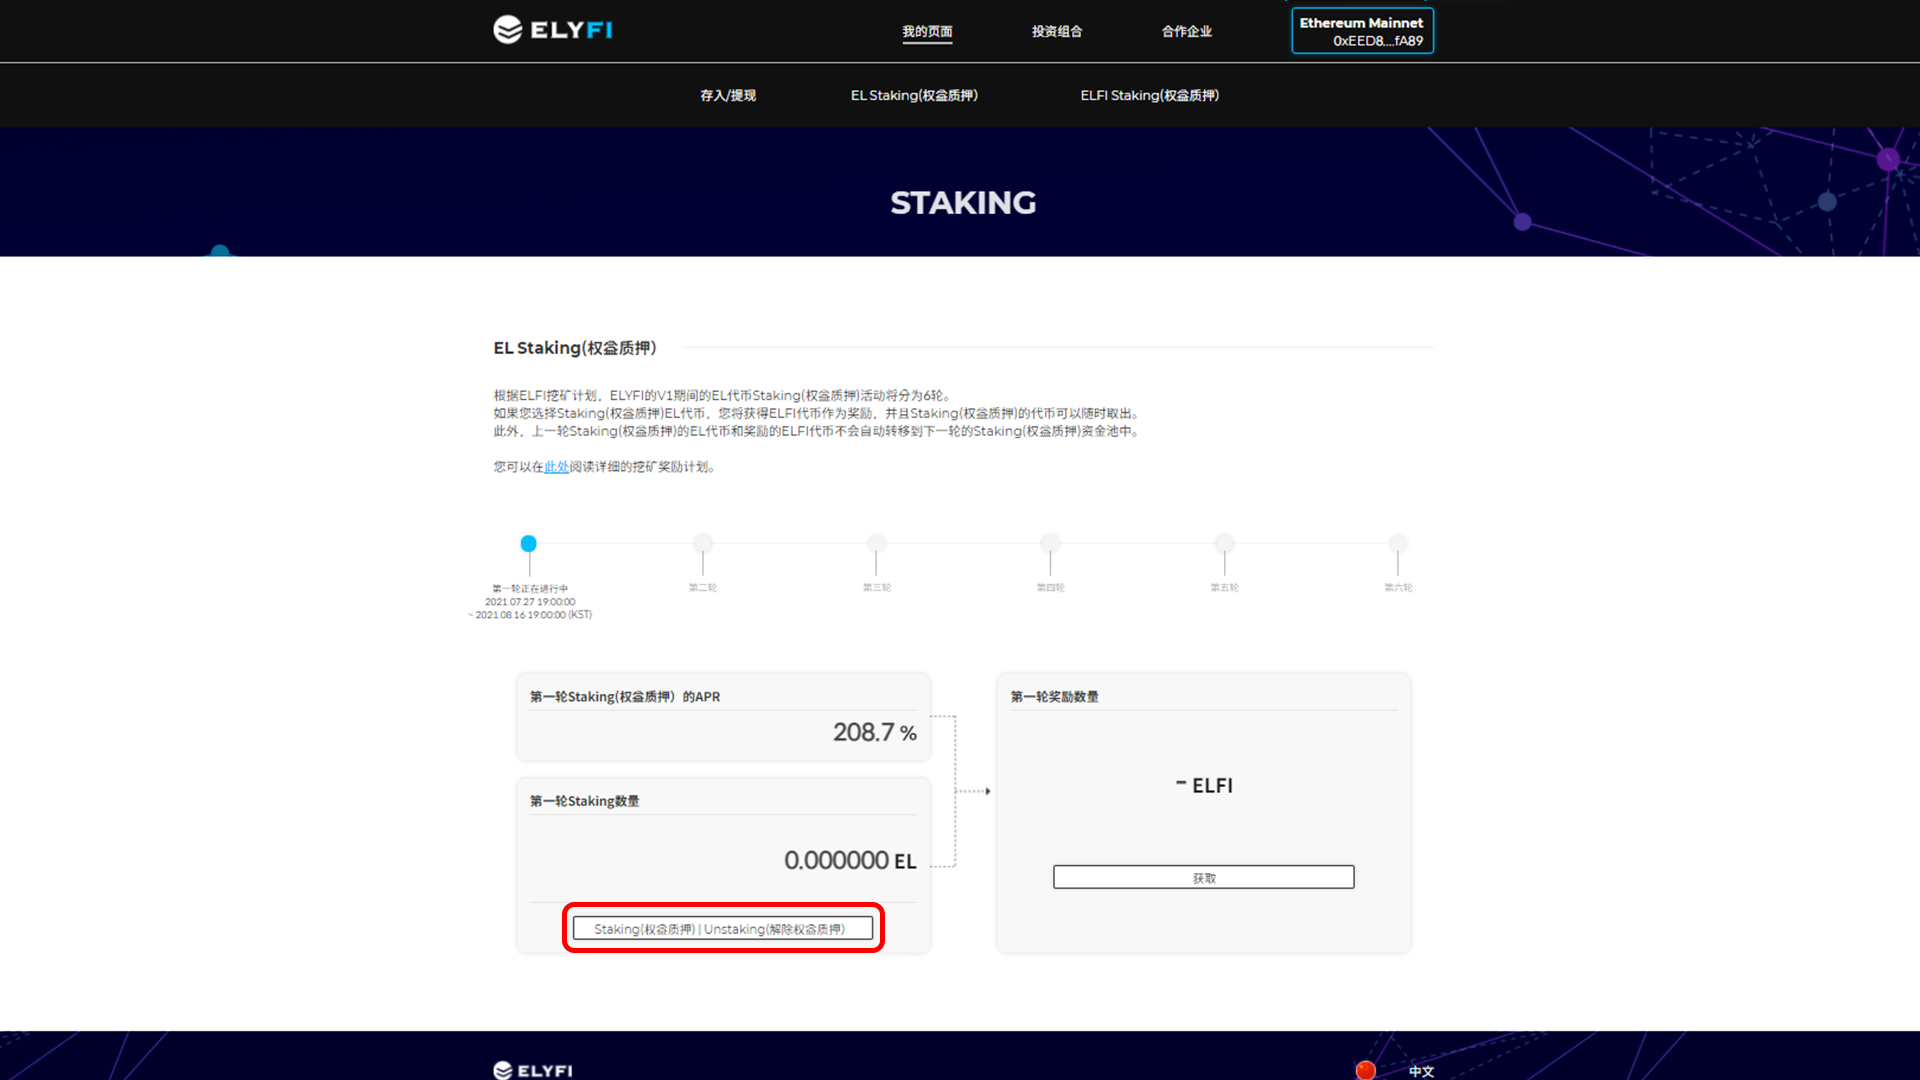 ELYFI
我的页面
投资组合
合作企业
Ethereum Mainnet
0xEED8....fA89
存入/提现
EL Staking(权益质押)
ELFI Staking(权益质押)
STAKING
EL Staking(权益质押)
根据ELFI挖矿计划，ELYFI的V1期间的EL代币Staking(权益质押)活动将分为6轮。
如果您选择Staking(权益质押)EL代币，您将获得ELFI代币作为奖励，并且Staking(权益质押)的代币可以随时取出。
此外，上一轮Staking(权益质押)的EL代币和奖励的ELFI代币不会自动转移到下一轮的Staking(权益质押)资金池中。
您可以在此处阅读详细的挖矿奖励计划。
第一轮正在进行中
2021.07.27 19:00:00
~ 2021.08.16 19:00:00 (KST)
第二轮
第三轮
第四轮
第五轮
第六轮
第一轮Staking(权益质押）的APR
208.7 %
第一轮Staking数量
0.000000 EL
Staking(权益质押) | Unstaking(解除权益质押)
第一轮奖励数量
- ELFI
获取
ELYFI
中文